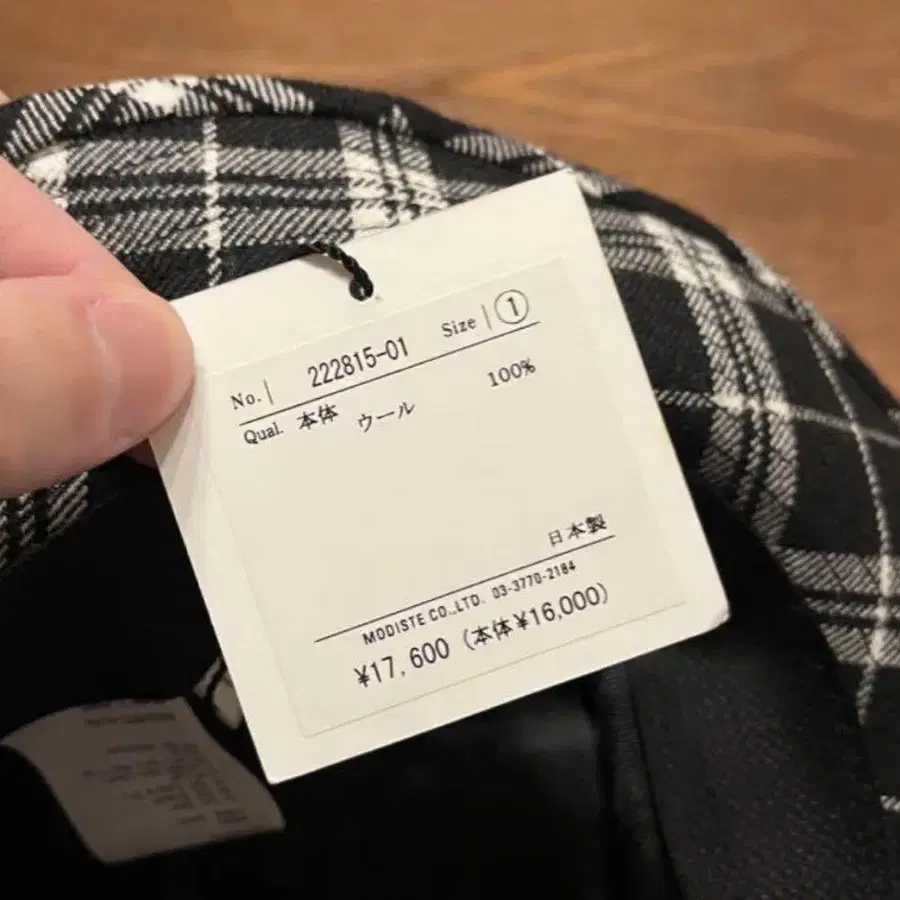 No. 222815-01 Size ①
Qual. 本体 ウール 100%
日本製
MODISTE CO.,LTD. 03-3770-2184
¥17,600 (本体¥16,000)